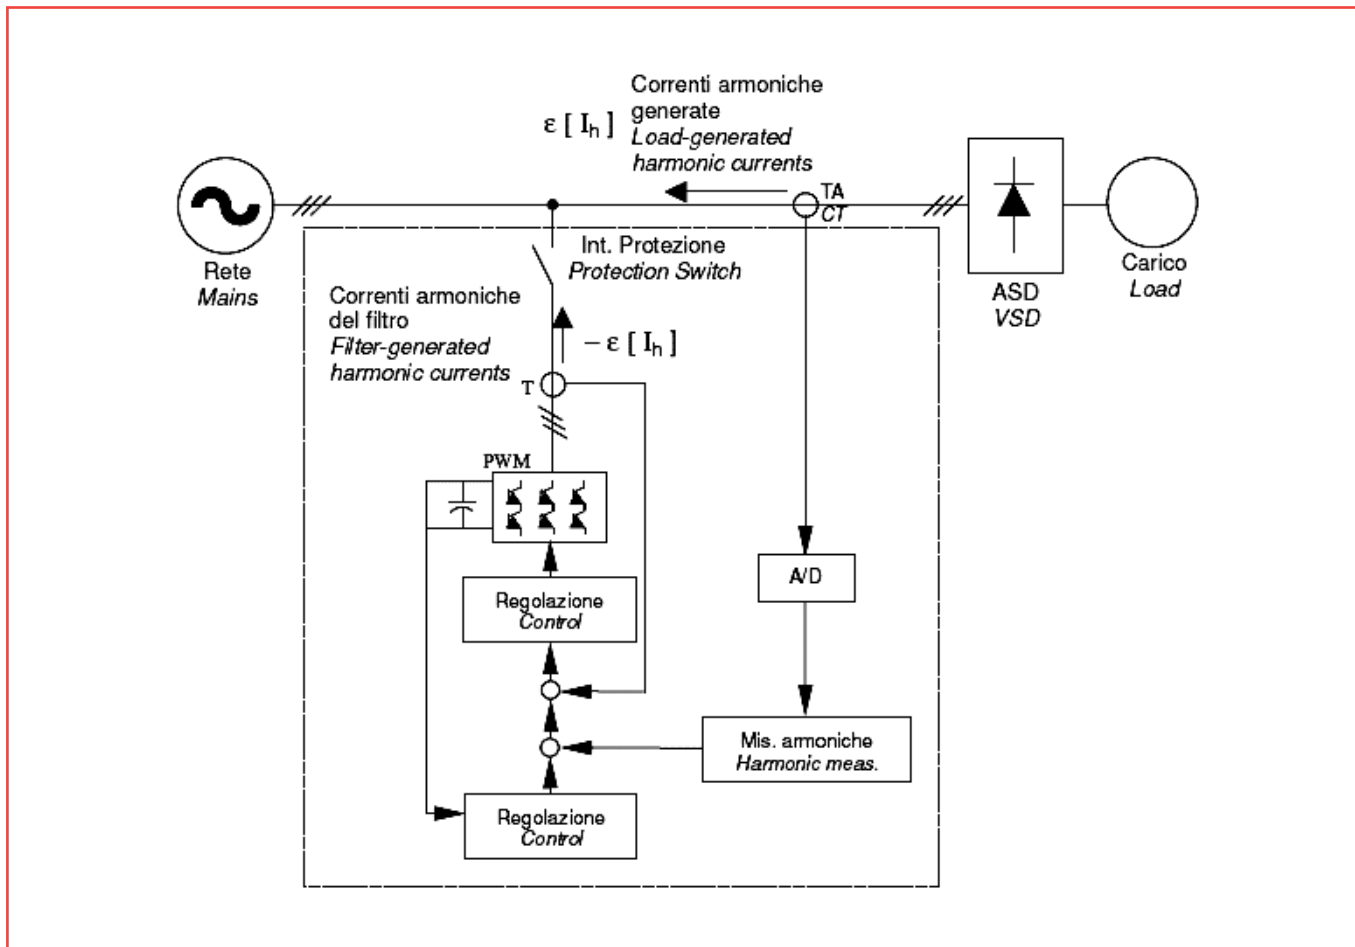 Correnti armoniche
generate
Load-generated
harmonic currents
ε [ Iₕ ]
TA
CT
Rete
Mains
Int. Protezione
Protection Switch
ASD
VSD
Carico
Load
Correnti armoniche
del filtro
Filter-generated
harmonic currents
– ε [ Iₕ ]
T
PWM
A/D
Regolazione
Control
Mis. armoniche
Harmonic meas.
Regolazione
Control